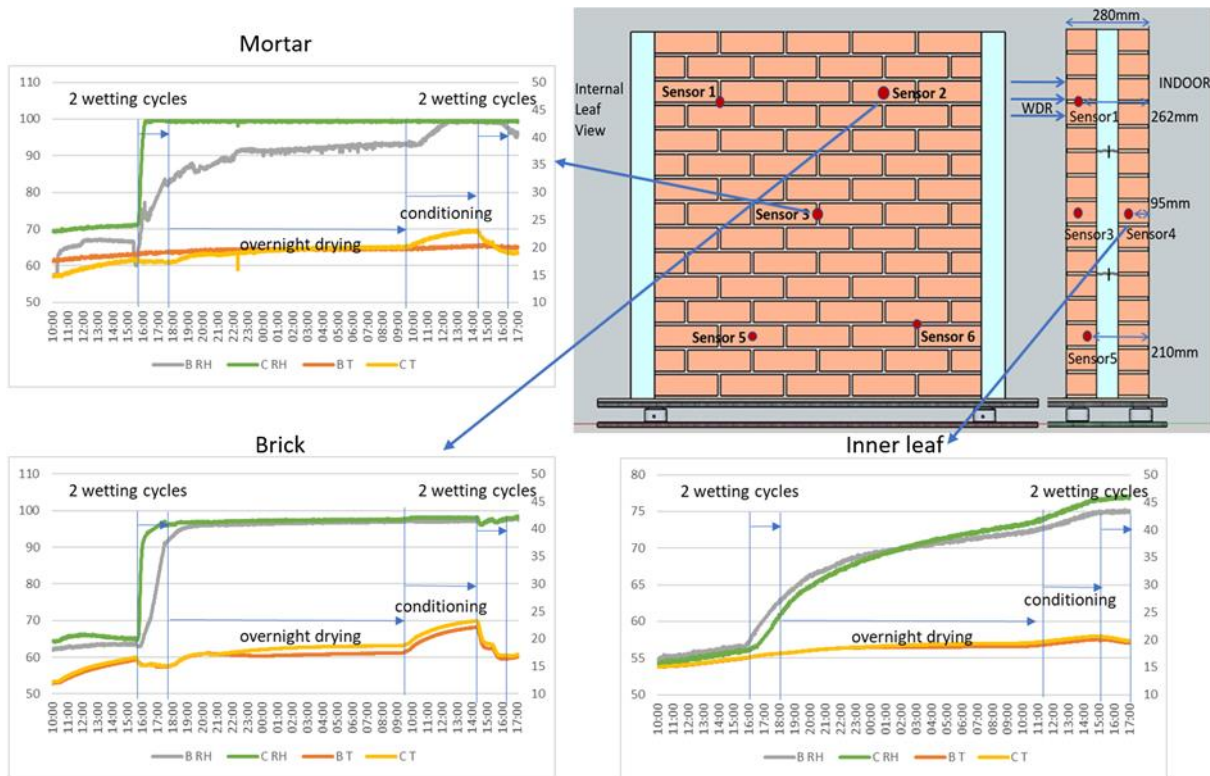 Mortar
110
100
90
80
70
60
50
50
45
40
35
30
25
20
15
10
2 wetting cycles
2 wetting cycles
conditioning
overnight drying
10:00 11:00 12:00 13:00 14:00 15:00 16:00 17:00 18:00 19:00 20:00 21:00 22:00 23:00 00:00 01:00 02:00 03:00 04:00 05:00 06:00 07:00 08:00 09:00 10:00 11:00 12:00 13:00 14:00 15:00 16:00 17:00
B RH C RH B T C T
Internal
Leaf
View
Sensor 1
Sensor 2
Sensor 3
Sensor 5
Sensor 6
280mm
INDOOR
WDR
Sensor1
262mm
95mm
Sensor3
Sensor4
Sensor5
210mm
Brick
110
100
90
80
70
60
50
50
45
40
35
30
25
20
15
10
2 wetting cycles
2 wetting cycles
conditioning
overnight drying
10:00 11:00 12:00 13:00 14:00 15:00 16:00 17:00 18:00 19:00 20:00 21:00 22:00 23:00 00:00 01:00 02:00 03:00 04:00 05:00 06:00 07:00 08:00 09:00 10:00 11:00 12:00 13:00 14:00 15:00 16:00 17:00
B RH C RH B T C T
Inner leaf
80
75
70
65
60
55
50
50
45
40
35
30
25
20
15
10
2 wetting cycles
2 wetting cycles
conditioning
overnight drying
10:00 11:00 12:00 13:00 14:00 15:00 16:00 17:00 18:00 19:00 20:00 21:00 22:00 23:00 00:00 01:00 02:00 03:00 04:00 05:00 06:00 07:00 08:00 09:00 10:00 11:00 12:00 13:00 14:00 15:00 16:00 17:00
B RH C RH B T C T